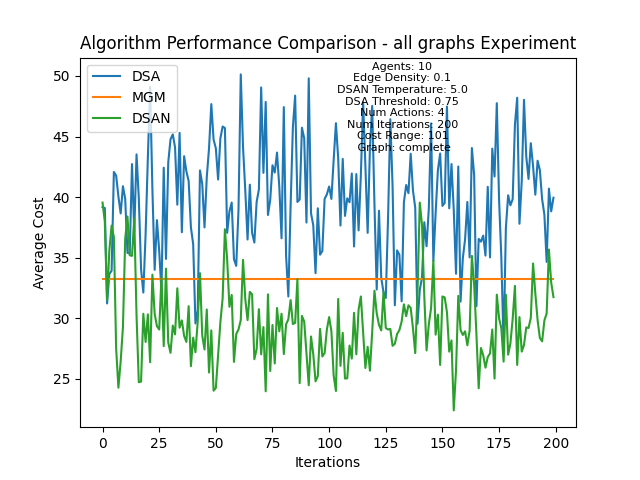 Algorithm Performance Comparison - all graphs Experiment
DSA
MGM
DSAN
Agents: 10
Edge Density: 0.1
DSAN Temperature: 5.0
DSA Threshold: 0.75
Num Actions: 4
Num Iterations: 200
Cost Range: 101
Graph: complete
50
45
40
35
30
25
Average Cost
0
25
50
75
100
125
150
175
200
Iterations